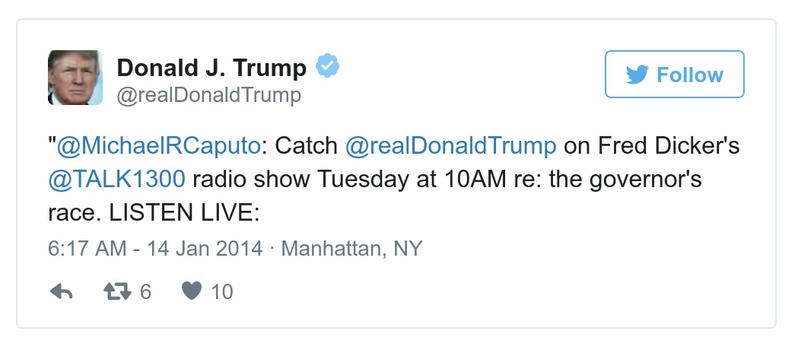 Donald J. Trump
@realDonaldTrump
Follow
"@MichaelRCaputo: Catch @realDonaldTrump on Fred Dicker's
@TALK1300 radio show Tuesday at 10AM re: the governor's
race. LISTEN LIVE:
6:17 AM - 14 Jan 2014 · Manhattan, NY
6 10